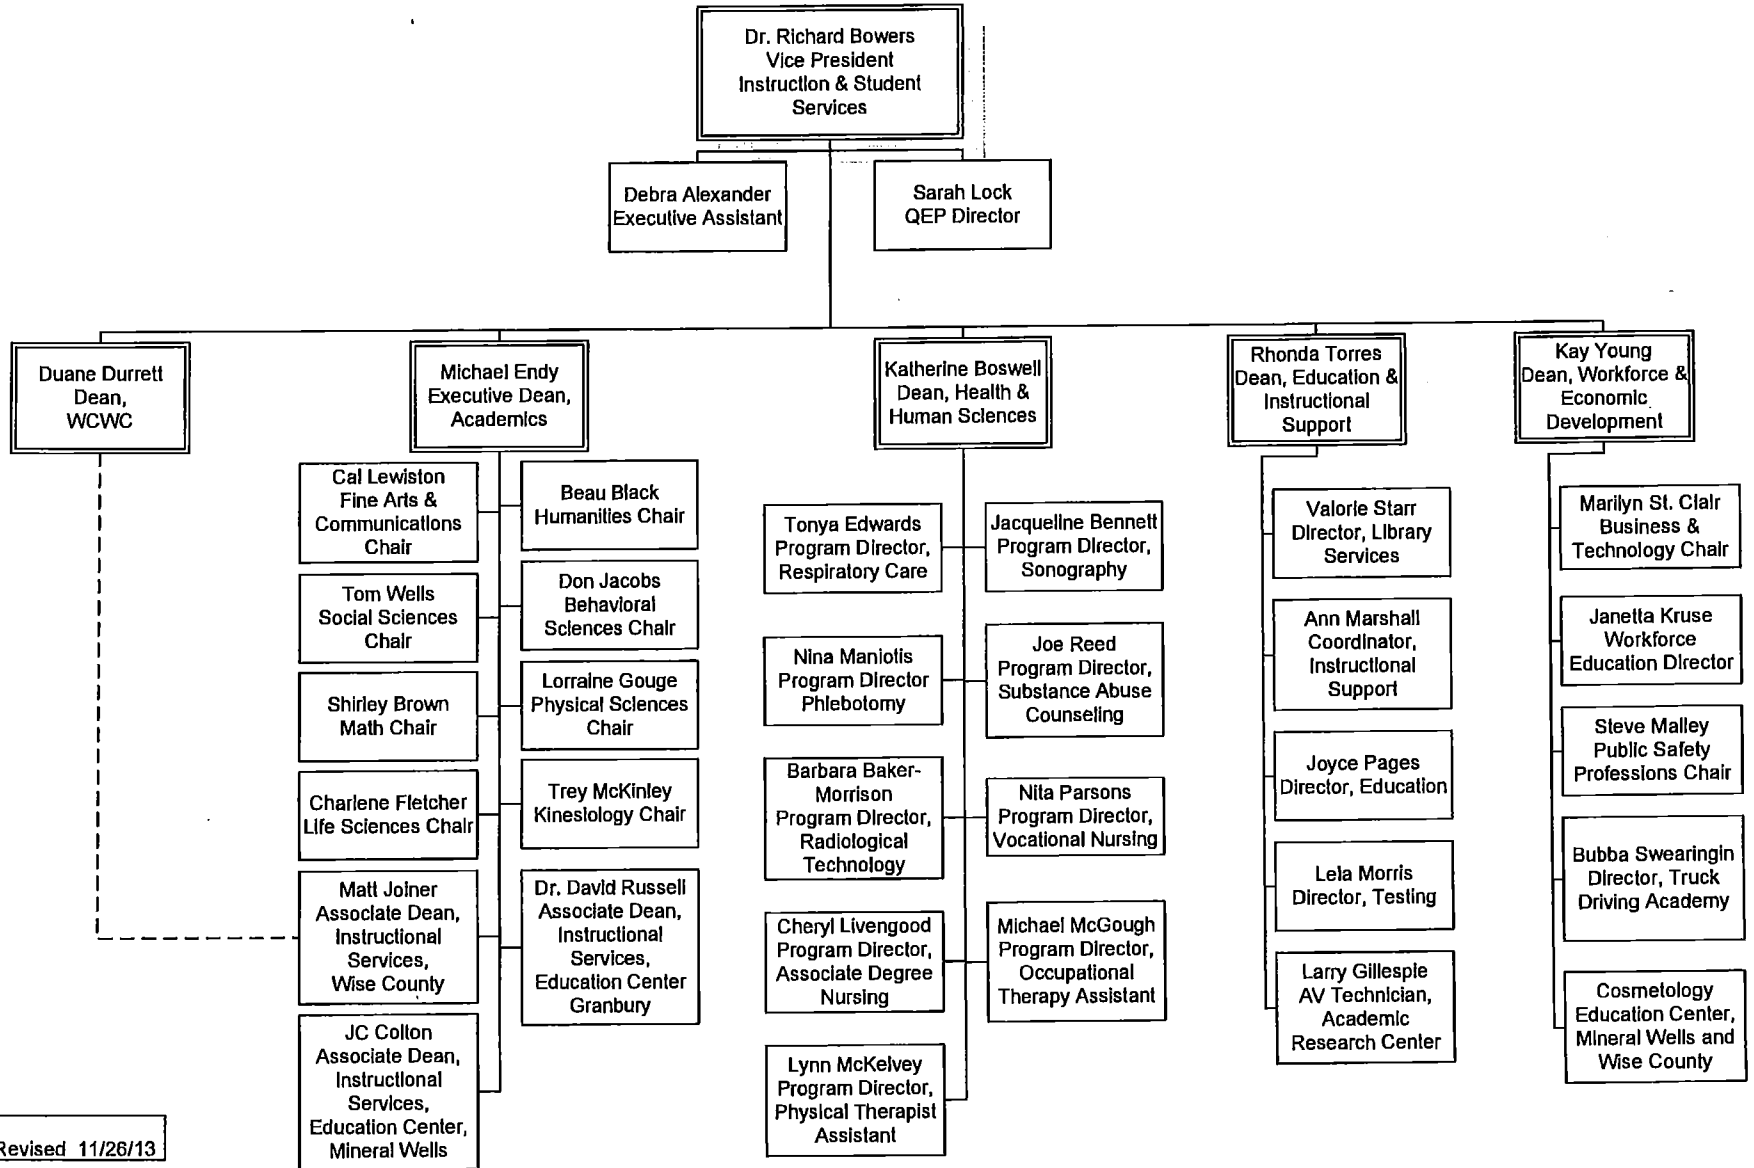 Dr. Richard Bowers
Vice President
Instruction & Student
Services
Debra Alexander
Executive Assistant
Sarah Lock
QEP Director
Duane Durrett
Dean,
WCWC
Michael Endy
Executive Dean,
Academics
Katherine Boswell
Dean, Health &
Human Sciences
Rhonda Torres
Dean, Education &
Instructional
Support
Kay Young
Dean, Workforce &
Economic
Development
Cal Lewiston
Fine Arts &
Communications
Chair
Beau Black
Humanities Chair
Tom Wells
Social Sciences
Chair
Don Jacobs
Behavioral
Sciences Chair
Shirley Brown
Math Chair
Lorraine Gouge
Physical Sciences
Chair
Charlene Fletcher
Life Sciences Chair
Trey McKinley
Kinesiology Chair
Matt Joiner
Associate Dean,
Instructional
Services,
Wise County
Dr. David Russell
Associate Dean,
Instructional
Services,
Education Center
Granbury
JC Colton
Associate Dean,
Instructional
Services,
Education Center,
Mineral Wells
Tonya Edwards
Program Director,
Respiratory Care
Jacqueline Bennett
Program Director,
Sonography
Nina Maniotis
Program Director
Phlebotomy
Joe Reed
Program Director,
Substance Abuse
Counseling
Barbara Baker-
Morrison
Program Director,
Radiological
Technology
Nita Parsons
Program Director,
Vocational Nursing
Cheryl Livengood
Program Director,
Associate Degree
Nursing
Michael McGough
Program Director,
Occupational
Therapy Assistant
Lynn McKelvey
Program Director,
Physical Therapist
Assistant
Valorie Starr
Director, Library
Services
Ann Marshall
Coordinator,
Instructional
Support
Joyce Pages
Director, Education
Lela Morris
Director, Testing
Larry Gillespie
AV Technician,
Academic
Research Center
Marilyn St. Clair
Business &
Technology Chair
Janetta Kruse
Workforce
Education Director
Steve Malley
Public Safety
Professions Chair
Bubba Swearingin
Director, Truck
Driving Academy
Cosmetology
Education Center,
Mineral Wells and
Wise County
Revised 11/26/13